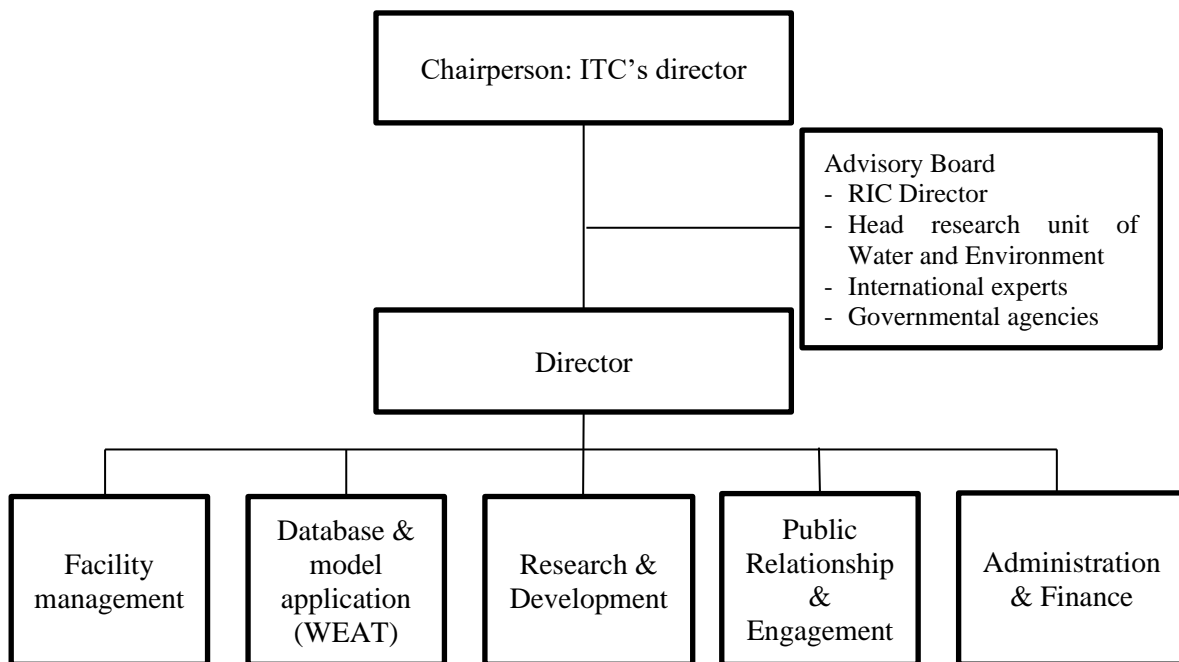 Chairperson: ITC’s director
Advisory Board
- RIC Director
- Head research unit of
Water and Environment
- International experts
- Governmental agencies
Director
Facility
management
Database &
model
application
(WEAT)
Research &
Development
Public
Relationship
&
Engagement
Administration
& Finance